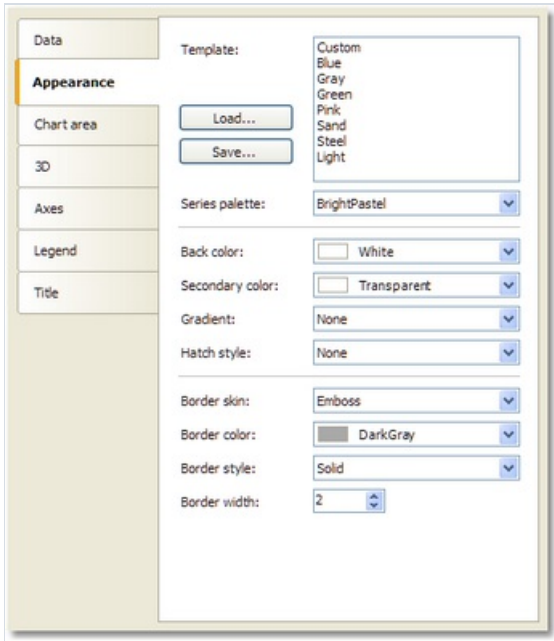 Data
Appearance
Chart area
3D
Axes
Legend
Title
Template:
Custom
Blue
Gray
Green
Pink
Sand
Steel
Light
Load...
Save...
Series palette: BrightPastel
Back color: White
Secondary color: Transparent
Gradient: None
Hatch style: None
Border skin: Emboss
Border color: DarkGray
Border style: Solid
Border width: 2